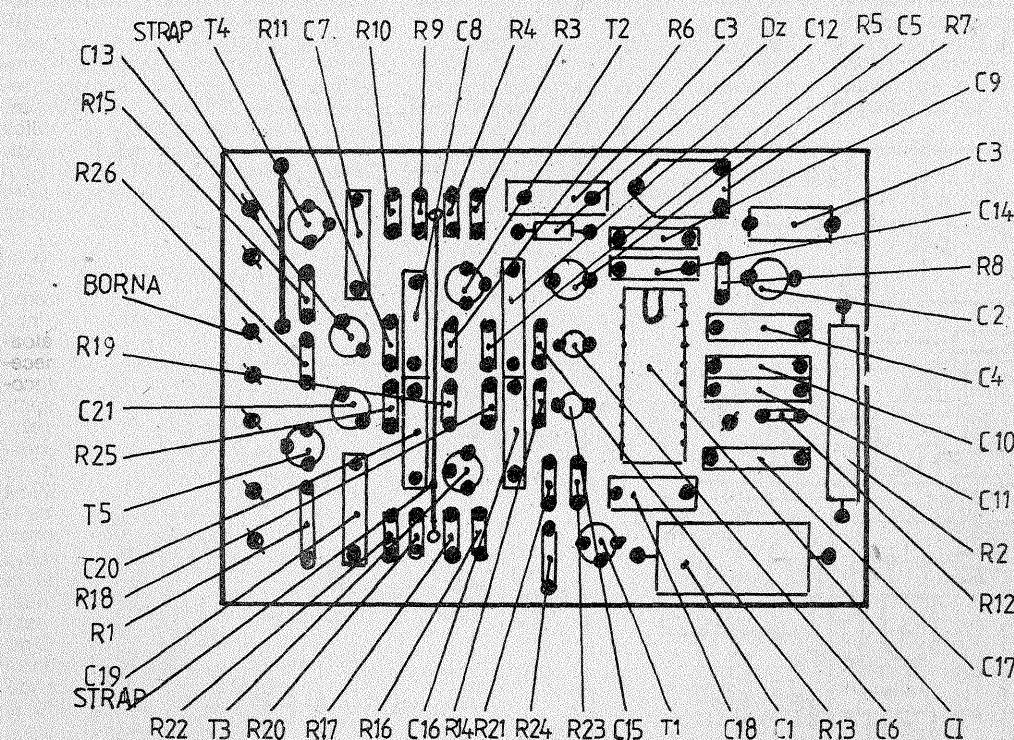 STRAP T4 R11 C7. R10 R9 C8 R4 R3 T2 R6 C3 Dz C12 R5 C5 R7
C13
R15
R26
BORNA
R19
C21
R25
T5
C20
R18
R1
C19
STRAP
C9
C3
C14
R8
C2
C4
C10
C11
R2
R12
C17
R22 T3 R20 R17 R16 C16 R14 R21 R24 R23 C15 T1 C18 C1 R13 C6 CI